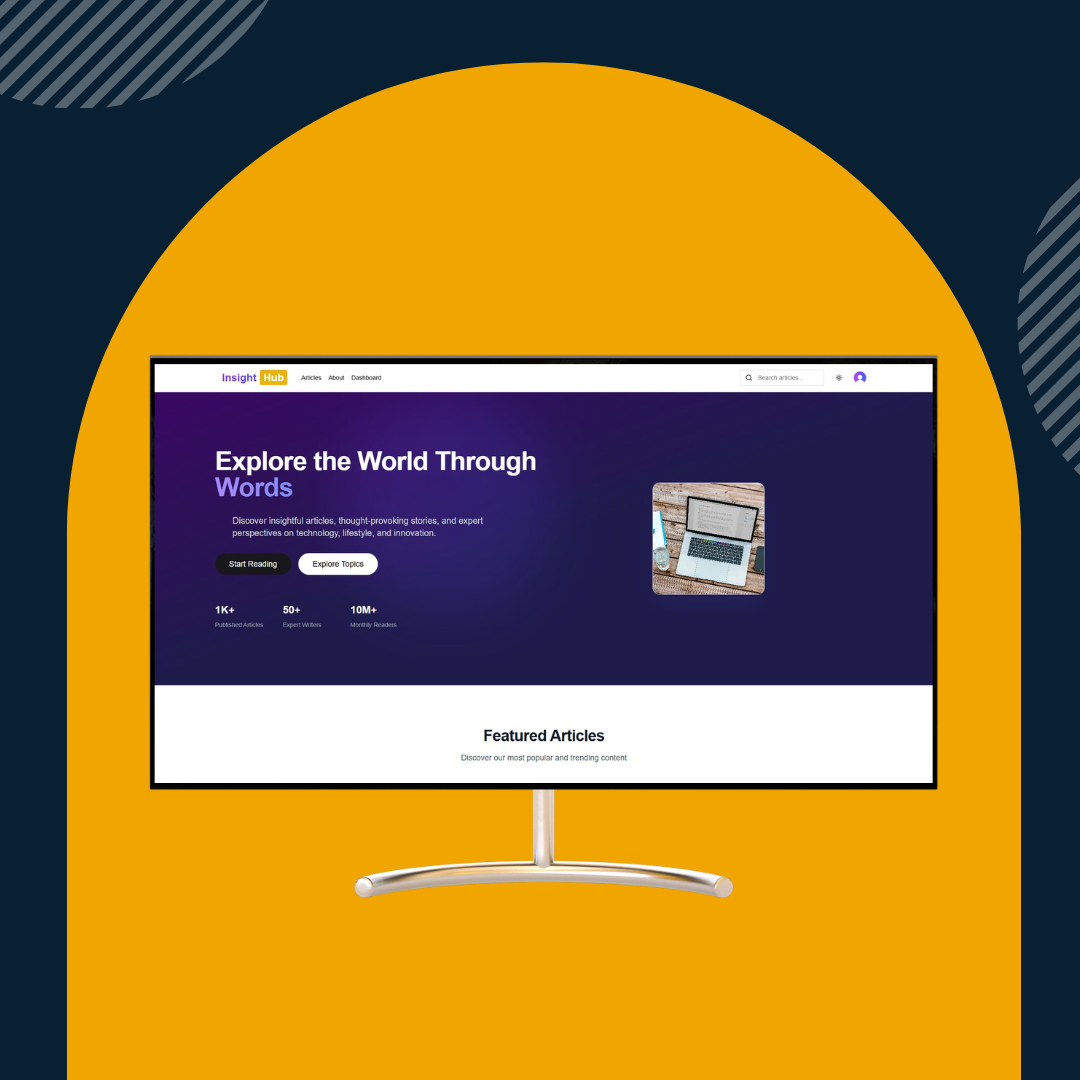 Insight Hub
Articles About Dashboard
Search articles...
Explore the World Through
Words
Discover insightful articles, thought-provoking stories, and expert
perspectives on technology, lifestyle, and innovation.
Start Reading
Explore Topics
1K+ 50+ 10M+
Published Articles Expert Writers Monthly Readers
Featured Articles
Discover our most popular and trending content